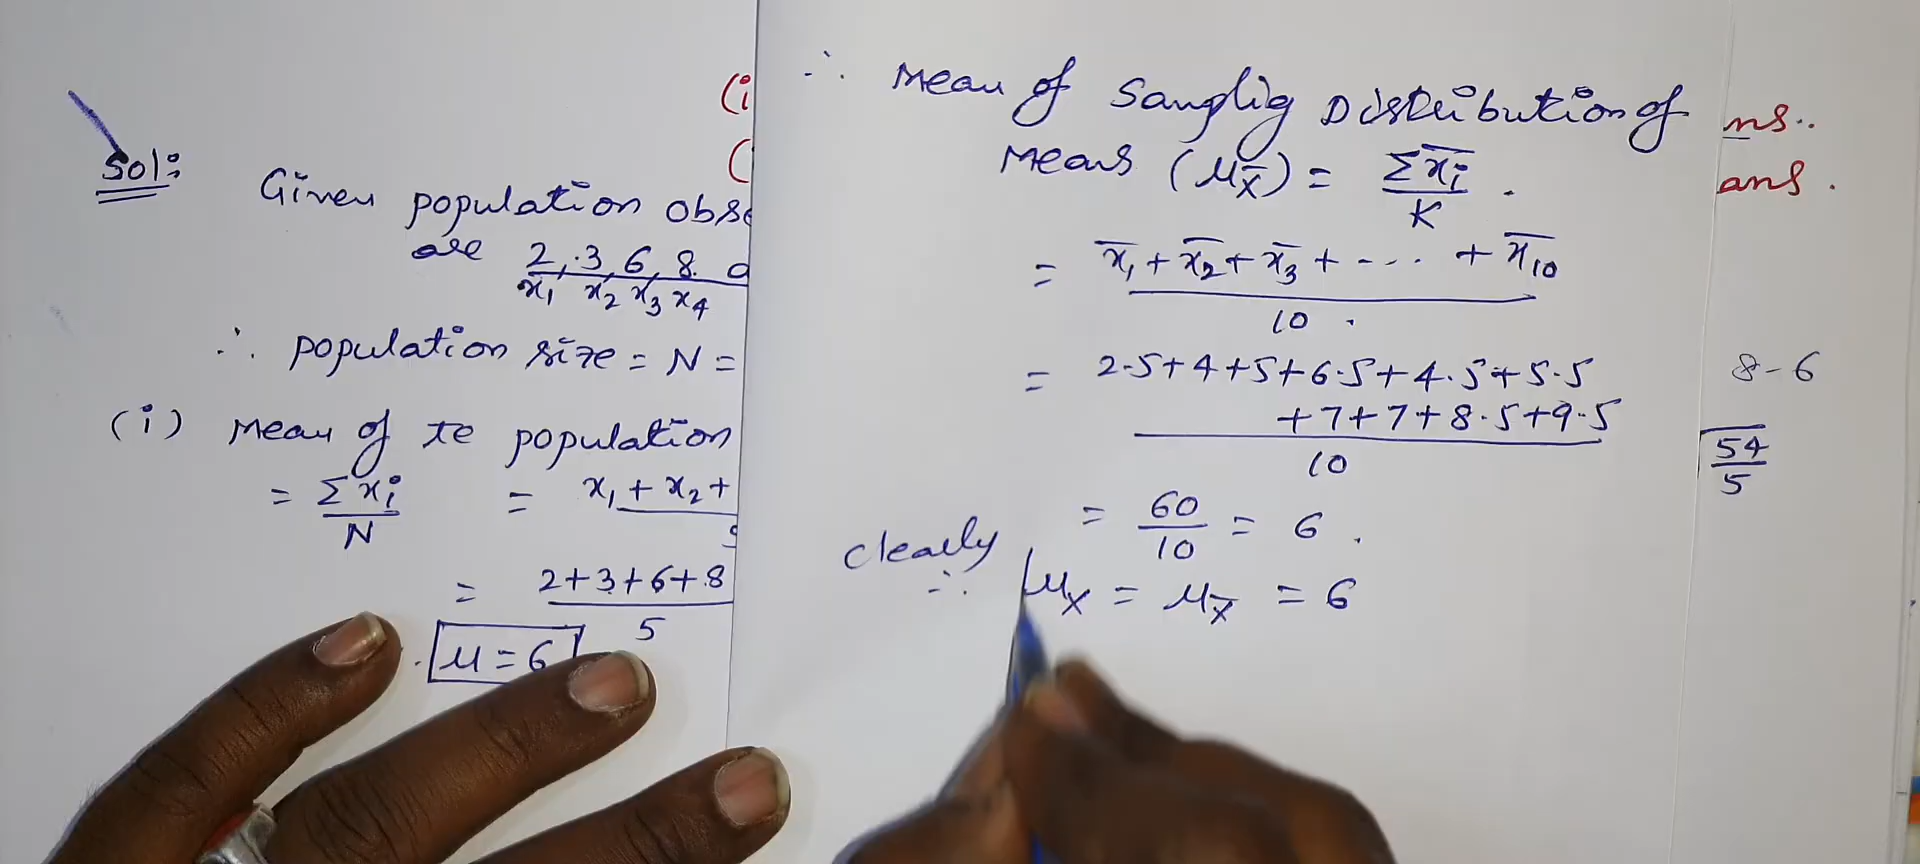 (i
(
Sol:
Given population obse
are 2, 3, 6, 8
x₁ x₂ x₃ x₄
∴ population size = N =
(i) Mean of te population
= Σxᵢ/N = x₁ + x₂ +
= 2+3+6+8 / 5
μ = 6
∴ Mean of Samplig Distribution of
Means (μx̄) = Σx̄ᵢ/K .
= x̄₁ + x̄₂ + x̄₃ + --- + x̄₁₀ / 10 .
= 2.5+4+5+6.5+4.5+5.5
+7+7+8.5+9.5 / 10
= 60/10 = 6 .
Clearly
∴ μx = μx̄ = 6
ns..
ans .
8-6
54/5